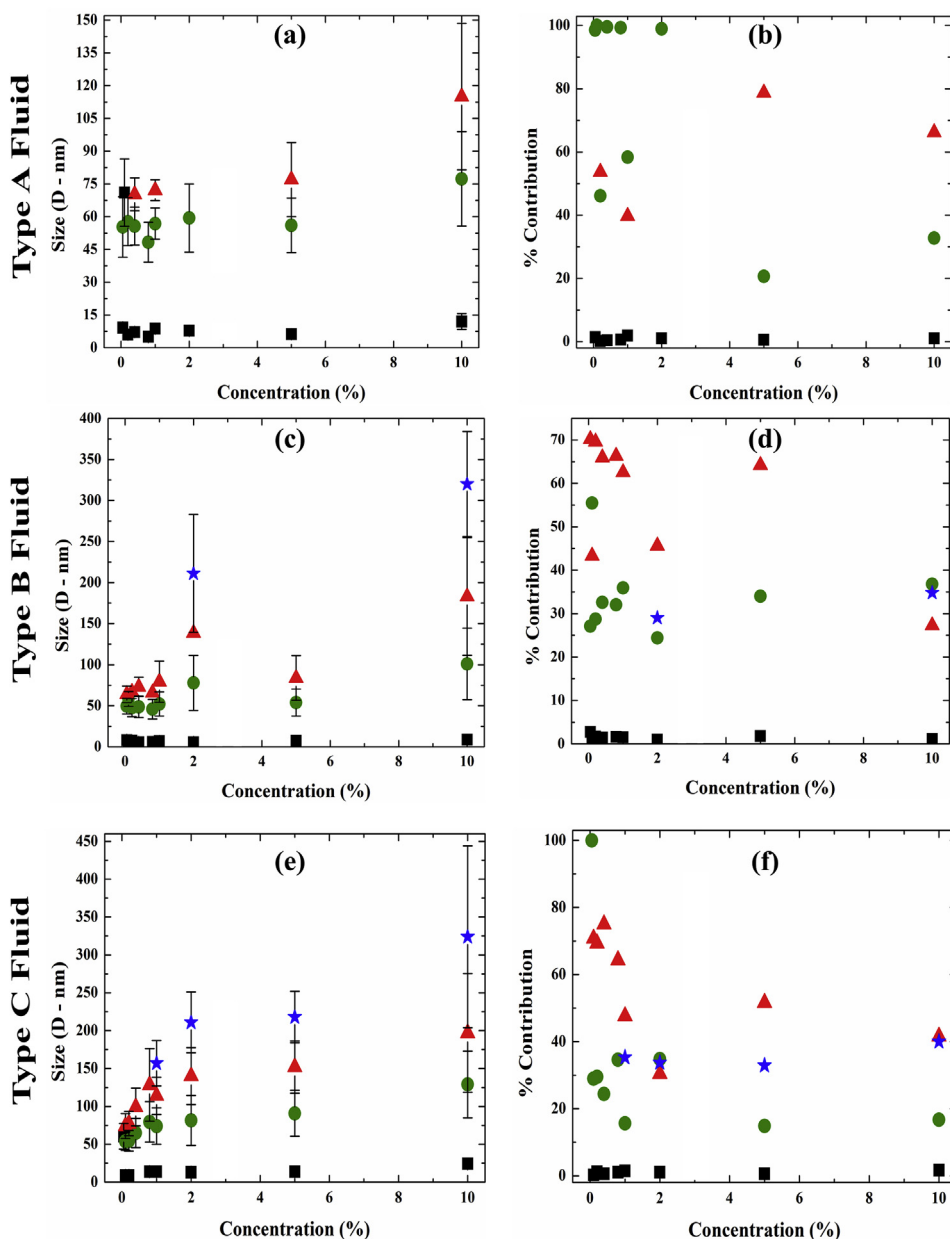 Type A Fluid
(a)
Size (D - nm)
150
135
120
105
90
75
60
45
30
15
0
0 2 4 6 8 10
Concentration (%)
(b)
% Contribution
100
80
60
40
20
0
0 2 4 6 8 10
Concentration (%)
Type B Fluid
(c)
Size (D - nm)
400
350
300
250
200
150
100
50
0
0 2 4 6 8 10
Concentration (%)
(d)
% Contribution
70
60
50
40
30
20
10
0
0 2 4 6 8 10
Concentration (%)
Type C Fluid
(e)
Size (D - nm)
450
400
350
300
250
200
150
100
50
0
0 2 4 6 8 10
Concentration (%)
(f)
% Contribution
100
80
60
40
20
0
0 2 4 6 8 10
Concentration (%)